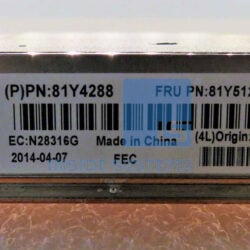 (P)PN:81Y4288 FRU PN:81Y512
EC:N28316G Made in China (4L)Origin:
2014-04-07 FEC